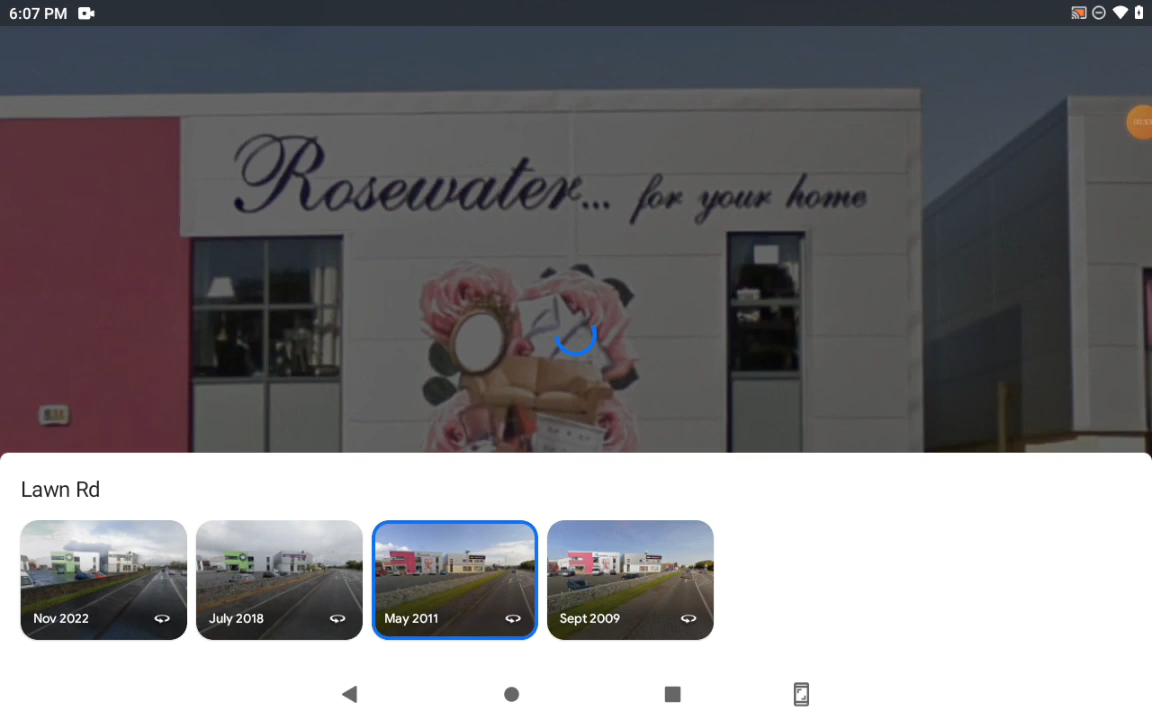 6:07 PM
Rosewater... for your home
Lawn Rd
Nov 2022
July 2018
May 2011
Sept 2009